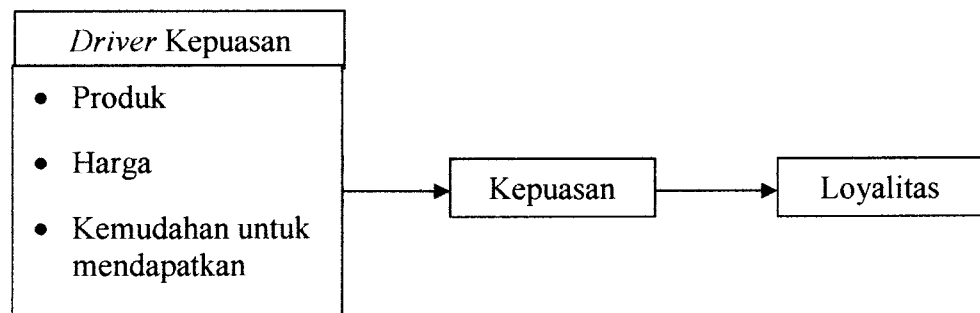 Driver Kepuasan
• Produk
• Harga
• Kemudahan untuk
mendapatkan
Kepuasan
Loyalitas